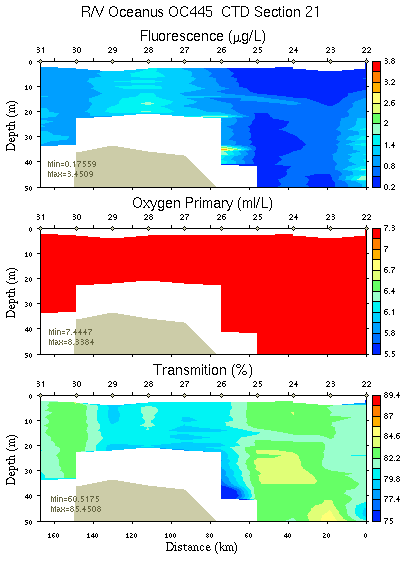 R/V Oceanus OC445 CTD Section 21
Fluorescence (µg/L)
31 30 29 28 27 26 25 24 23 22
0
10
20
30
40
50
Depth (m)
Min=0.17559
Max=3.4509
3.8
3.2
2.6
2
1.4
0.8
0.2
Oxygen Primary (ml/L)
31 30 29 28 27 26 25 24 23 22
0
10
20
30
40
50
Depth (m)
Min=7.4447
Max=8.3384
7.3
7
6.7
6.4
6.1
5.8
5.5
Transmition (%)
31 30 29 28 27 26 25 24 23 22
0
10
20
30
40
50
Depth (m)
Min=60.5175
Max=85.4508
89.4
87
84.6
82.2
79.8
77.4
75
160 140 120 100 80 60 40 20 0
Distance (km)